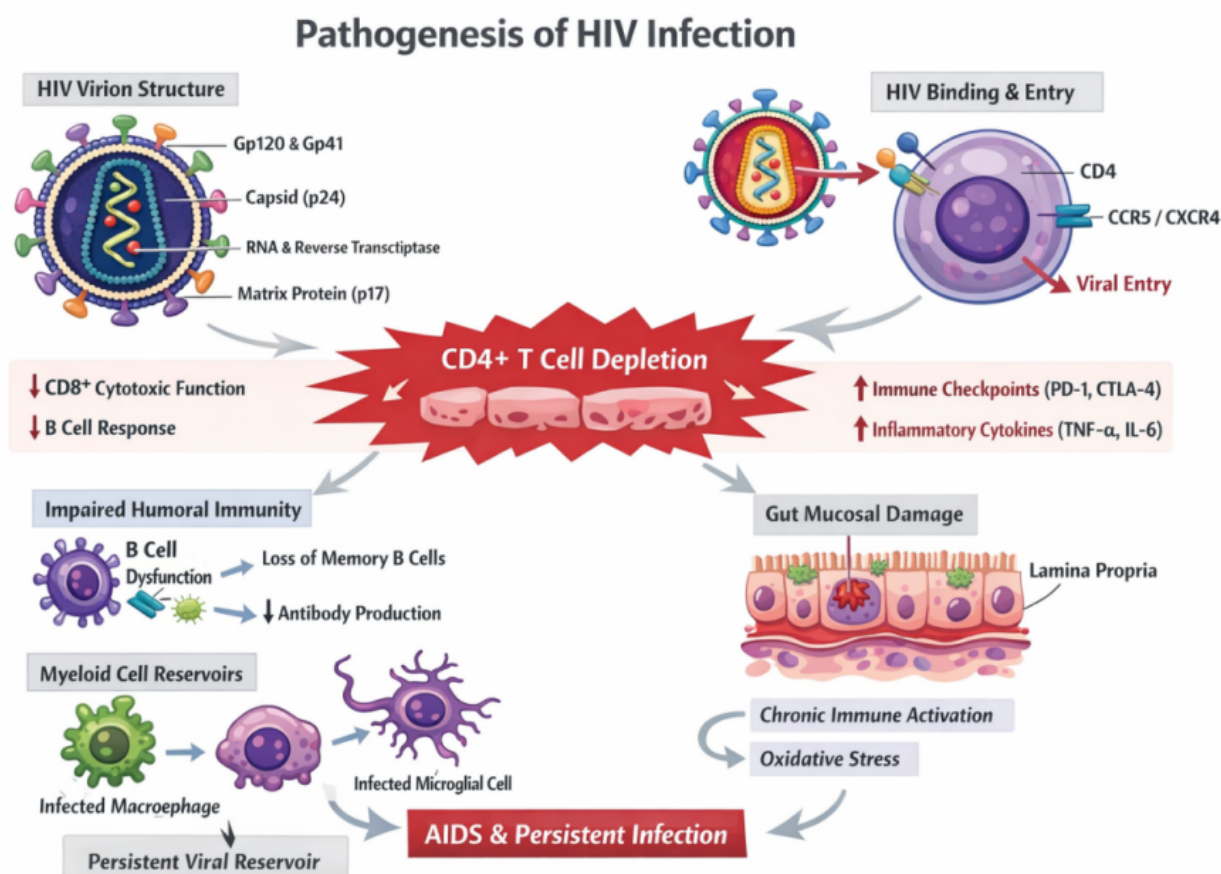 Pathogenesis of HIV Infection
HIV Virion Structure
Gp120 & Gp41
Capsid (p24)
RNA & Reverse Transctiptase
Matrix Protein (p17)
HIV Binding & Entry
CD4
CCR5 / CXCR4
Viral Entry
CD4+ T Cell Depletion
↓ CD8+ Cytotoxic Function
↓ B Cell Response
↑ Immune Checkpoints (PD-1, CTLA-4)
↑ Inflammatory Cytokines (TNF-α, IL-6)
Impaired Humoral Immunity
B Cell
Dysfunction
Loss of Memory B Cells
↓ Antibody Production
Gut Mucosal Damage
Lamina Propria
Myeloid Cell Reservoirs
Infected Macroephage
Infected Microglial Cell
Persistent Viral Reservoir
Chronic Immune Activation
Oxidative Stress
AIDS & Persistent Infection